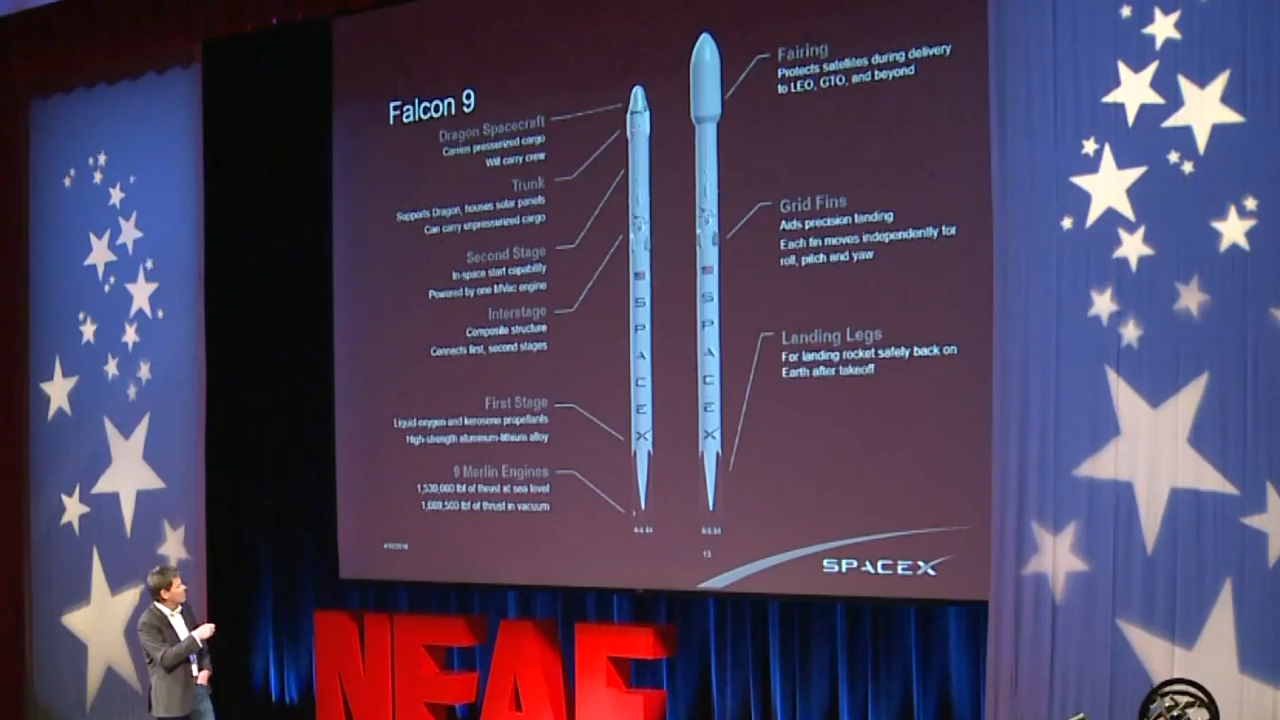 Falcon 9
Dragon Spacecraft
Carries pressurized cargo
Will carry crew
Trunk
Supports Dragon, houses solar panels
Can carry unpressurized cargo
Second Stage
In-space start capability
Powered by one MVac engine
Interstage
Composite structure
Connects first, second stages
First Stage
Liquid oxygen and kerosene propellants
High-strength aluminum-lithium alloy
9 Merlin Engines
1,530,000 lbf of thrust at sea level
lbf of thrust in vacuum
Fairing
Protects satellites during delivery
to LEO, GTO, and beyond
Grid Fins
Aids precision landing
Each fin moves independently for
roll, pitch and yaw
Landing Legs
For landing rocket safely back on
Earth after takeoff
SPACEX
SPACEX
13
SPACEX
NEAF